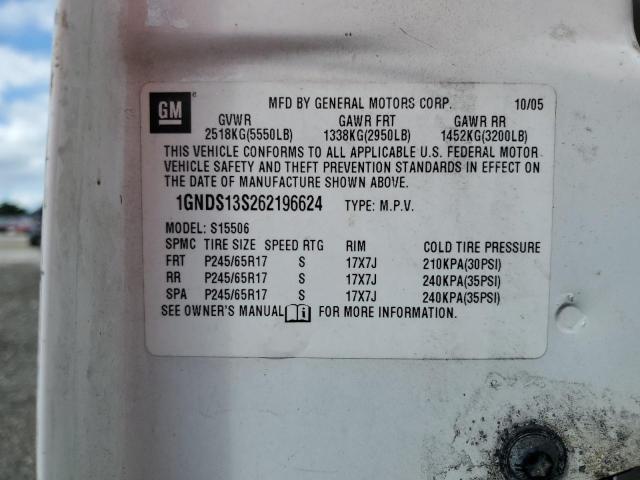 GM
MFD BY GENERAL MOTORS CORP. 10/05
GVWR GAWR FRT GAWR RR
2518KG(5550LB) 1338KG(2950LB) 1452KG(3200LB)
THIS VEHICLE CONFORMS TO ALL APPLICABLE U.S. FEDERAL MOTOR
VEHICLE SAFETY AND THEFT PREVENTION STANDARDS IN EFFECT ON
THE DATE OF MANUFACTURE SHOWN ABOVE.
1GNDS13S262196624 TYPE: M.P.V.
MODEL: S15506
SPMC TIRE SIZE SPEED RTG RIM COLD TIRE PRESSURE
FRT P245/65R17 S 17X7J 210KPA(30PSI)
RR P245/65R17 S 17X7J 240KPA(35PSI)
SPA P245/65R17 S 17X7J 240KPA(35PSI)
SEE OWNER'S MANUAL FOR MORE INFORMATION.